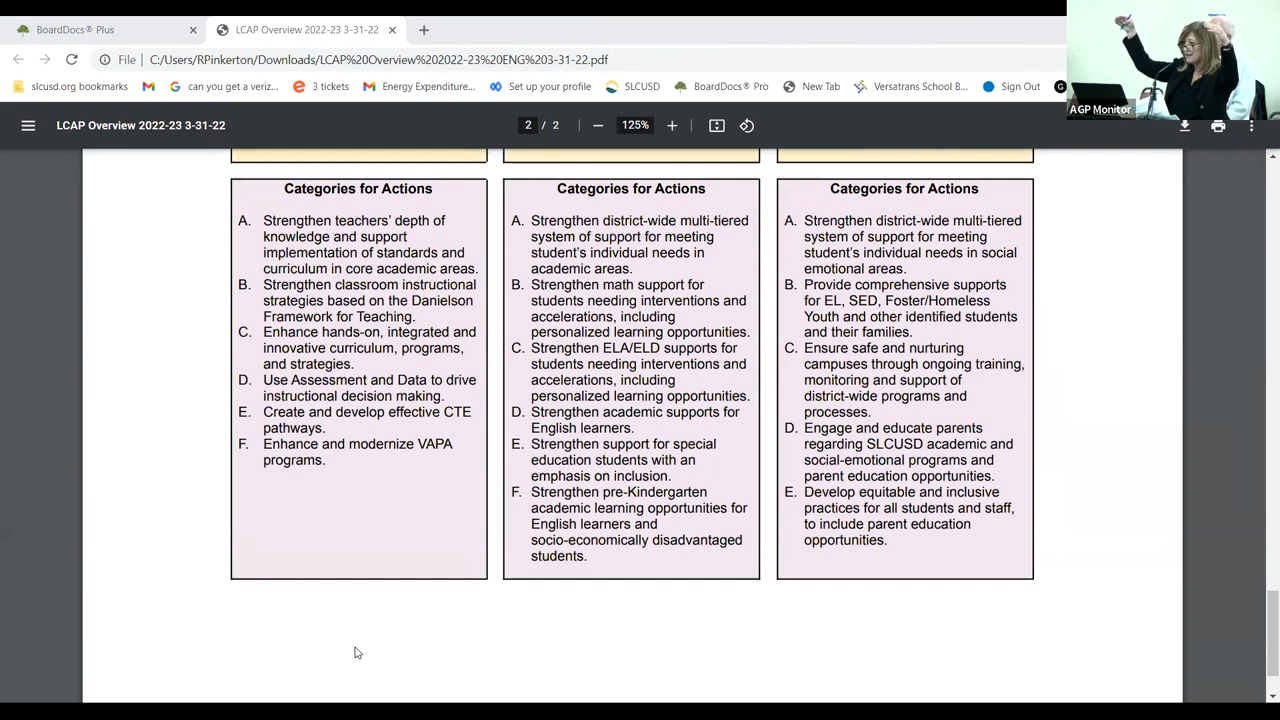 BoardDocs® Plus
LCAP Overview 2022-23 3-31-22
File C:/Users/RPinkerton/Downloads/LCAP%20Overview%202022-23%20ENG%203-31-22.pdf
slcusd.org bookmarks
can you get a veriz...
3 tickets
Energy Expenditure...
Set up your profile
SLCUSD
BoardDocs® Pro
New Tab
Versatrans School B...
Sign Out
AGP Monitor
LCAP Overview 2022-23 3-31-22
2 / 2
125%
Categories for Actions
A. Strengthen teachers' depth of
knowledge and support
implementation of standards and
curriculum in core academic areas.
B. Strengthen classroom instructional
strategies based on the Danielson
Framework for Teaching.
C. Enhance hands-on, integrated and
innovative curriculum, programs,
and strategies.
D. Use Assessment and Data to drive
instructional decision making.
E. Create and develop effective CTE
pathways.
F. Enhance and modernize VAPA
programs.
Categories for Actions
A. Strengthen district-wide multi-tiered
system of support for meeting
student's individual needs in
academic areas.
B. Strengthen math support for
students needing interventions and
accelerations, including
personalized learning opportunities.
C. Strengthen ELA/ELD supports for
students needing interventions and
accelerations, including
personalized learning opportunities.
D. Strengthen academic supports for
English learners.
E. Strengthen support for special
education students with an
emphasis on inclusion.
F. Strengthen pre-Kindergarten
academic learning opportunities for
English learners and
socio-economically disadvantaged
students.
Categories for Actions
A. Strengthen district-wide multi-tiered
system of support for meeting
student's individual needs in social
emotional areas.
B. Provide comprehensive supports
for EL, SED, Foster/Homeless
Youth and other identified students
and their families.
C. Ensure safe and nurturing
campuses through ongoing training,
monitoring and support of
district-wide programs and
processes.
D. Engage and educate parents
regarding SLCUSD academic and
social-emotional programs and
parent education opportunities.
E. Develop equitable and inclusive
practices for all students and staff,
to include parent education
opportunities.